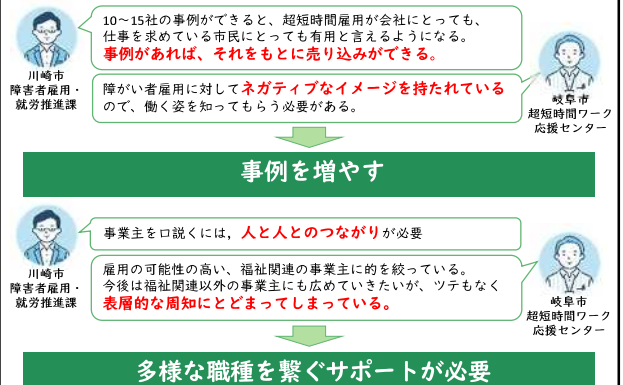 10～15社の事例ができると、超短時間雇用が会社にとっても、
仕事を求めている市民にとっても有用と言えるようになる。
事例があれば、それをもとに売り込みができる。
川崎市
障害者雇用・
就労推進課
障がい者雇用に対してネガティブなイメージを持たれている
ので、働く姿を知ってもらう必要がある。
岐阜市
超短時間ワーク
応援センター
事例を増やす
事業主を口説くには，人と人とのつながりが必要
川崎市
障害者雇用・
就労推進課
雇用の可能性の高い、福祉関連の事業主に的を絞っている。
今後は福祉関連以外の事業主にも広めていきたいが、ツテもなく
表層的な周知にとどまってしまっている。
岐阜市
超短時間ワーク
応援センター
多様な職種を繋ぐサポートが必要